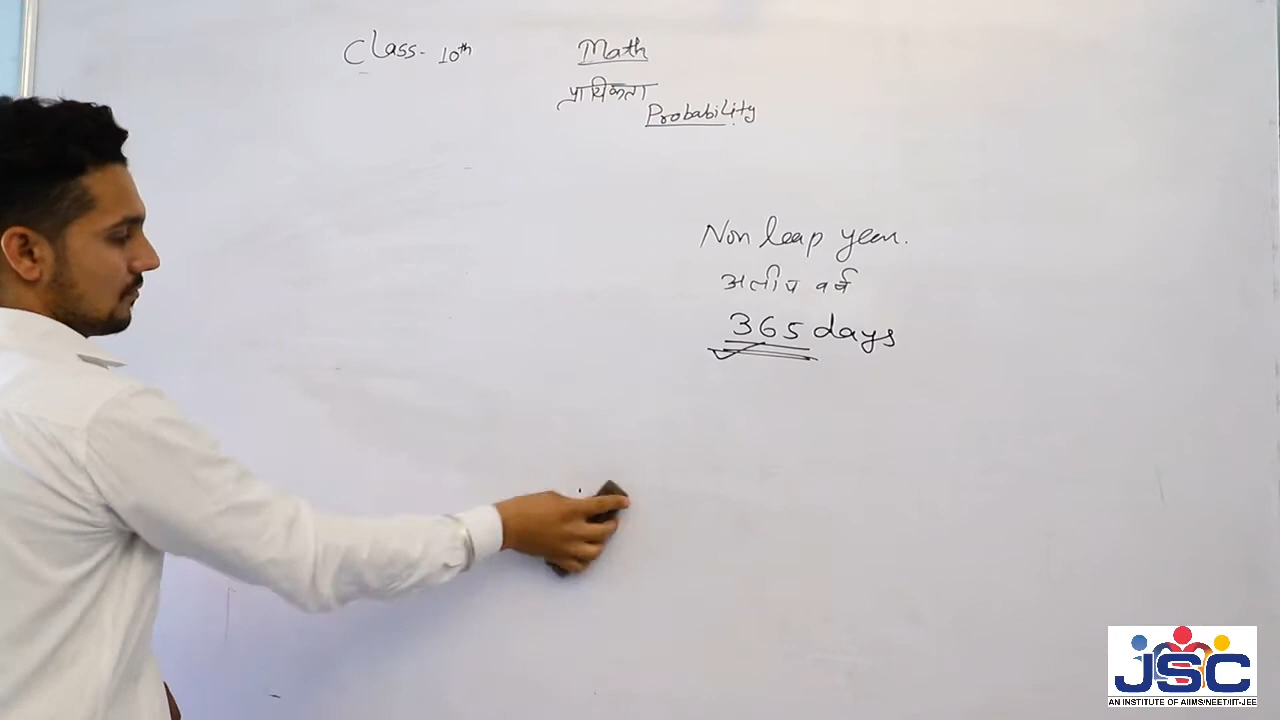 Class- 10th
Math
प्रायिकता
Probability
Non leap year.
अलीप वर्ष
365 days
JSC
AN INSTITUTE OF AIIMS/NEET/IIT-JEE